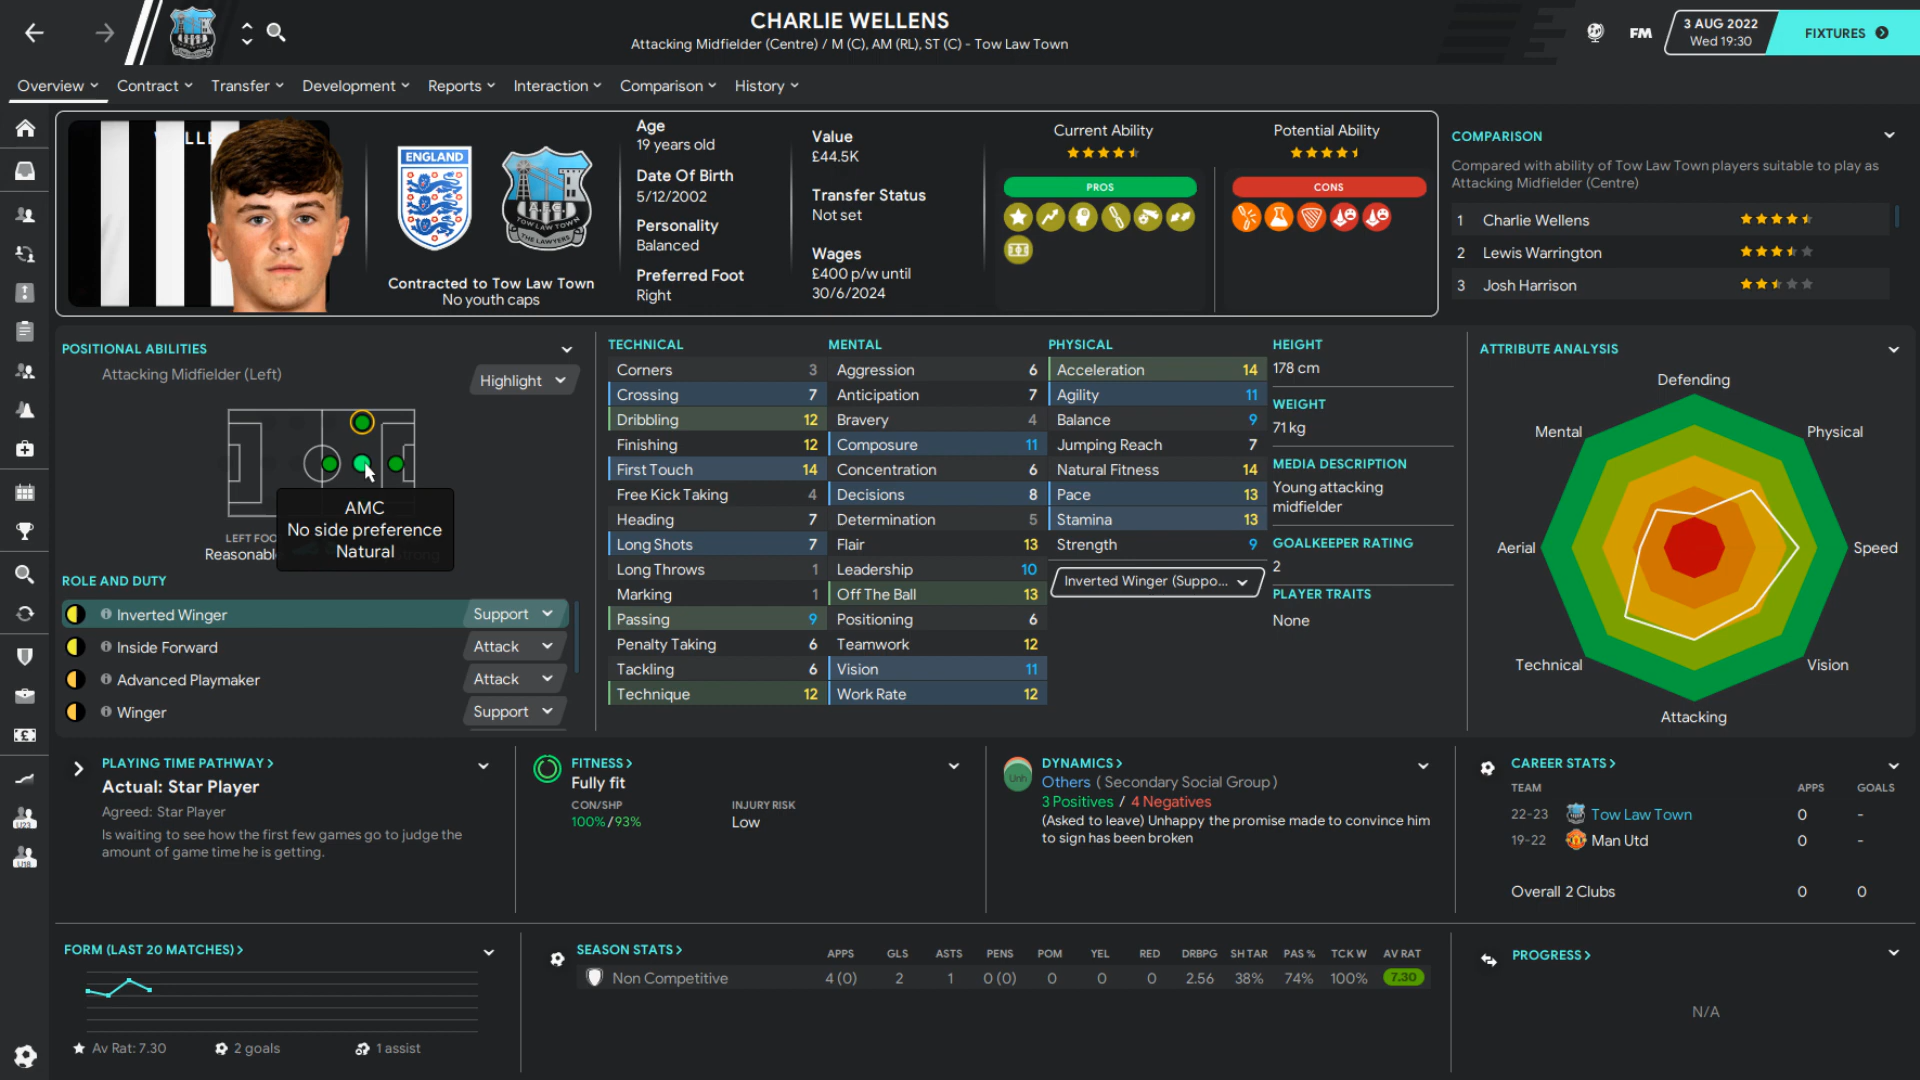 CHARLIE WELLENS
Attacking Midfielder (Centre) / M (C), AM (RL), ST (C) - Tow Law Town
FM
3 AUG 2022
Wed 19:30
FIXTURES
Overview
Contract
Transfer
Development
Reports
Interaction
Comparison
History
ENGLAND
Contracted to Tow Law Town
No youth caps
Age
19 years old
Date Of Birth
5/12/2002
Personality
Balanced
Preferred Foot
Right
Value
£44.5K
Transfer Status
Not set
Wages
£400 p/w until
30/6/2024
Current Ability
PROS
Potential Ability
CONS
COMPARISON
Compared with ability of Tow Law Town players suitable to play as
Attacking Midfielder (Centre)
1 Charlie Wellens
2 Lewis Warrington
3 Josh Harrison
POSITIONAL ABILITIES
Attacking Midfielder (Left)
Highlight
AMC
No side preference
Natural
ROLE AND DUTY
Inverted Winger Support
Inside Forward Attack
Advanced Playmaker Attack
Winger Support
TECHNICAL
Corners 3
Crossing 7
Dribbling 12
Finishing 12
First Touch 14
Free Kick Taking 4
Heading 7
Long Shots 7
Long Throws 1
Marking 1
Passing 9
Penalty Taking 6
Tackling 6
Technique 12
MENTAL
Aggression 6
Anticipation 7
Bravery 4
Composure 11
Concentration 6
Decisions 8
Determination 5
Flair 13
Leadership 10
Off The Ball 13
Positioning 6
Teamwork 12
Vision 11
Work Rate 12
PHYSICAL
Acceleration 14
Agility 11
Balance 9
Jumping Reach 7
Natural Fitness 14
Pace 13
Stamina 13
Strength 9
Inverted Winger (Suppo...
HEIGHT
178 cm
WEIGHT
71 kg
MEDIA DESCRIPTION
Young attacking
midfielder
GOALKEEPER RATING
2
PLAYER TRAITS
None
ATTRIBUTE ANALYSIS
Defending
Mental
Physical
Aerial
Speed
Technical
Vision
Attacking
PLAYING TIME PATHWAY >
Actual: Star Player
Agreed: Star Player
Is waiting to see how the first few games go to judge the
amount of game time he is getting.
FITNESS >
Fully fit
CON/SHP
100%/93%
INJURY RISK
Low
Unh
DYNAMICS >
Others ( Secondary Social Group )
3 Positives / 4 Negatives
(Asked to leave) Unhappy the promise made to convince him
to sign has been broken
CAREER STATS >
TEAM APPS GOALS
22-23 Tow Law Town 0 -
19-22 Man Utd 0 -
Overall 2 Clubs 0 0
FORM (LAST 20 MATCHES) >
Av Rat: 7.30
2 goals
1 assist
SEASON STATS >
APPS GLS ASTS PENS POM YEL RED DRBPG SH TAR PAS % TCK W AV RAT
Non Competitive 4 (0) 2 1 0 (0) 0 0 0 2.56 38% 74% 100% 7.30
PROGRESS >
N/A
U23
U18